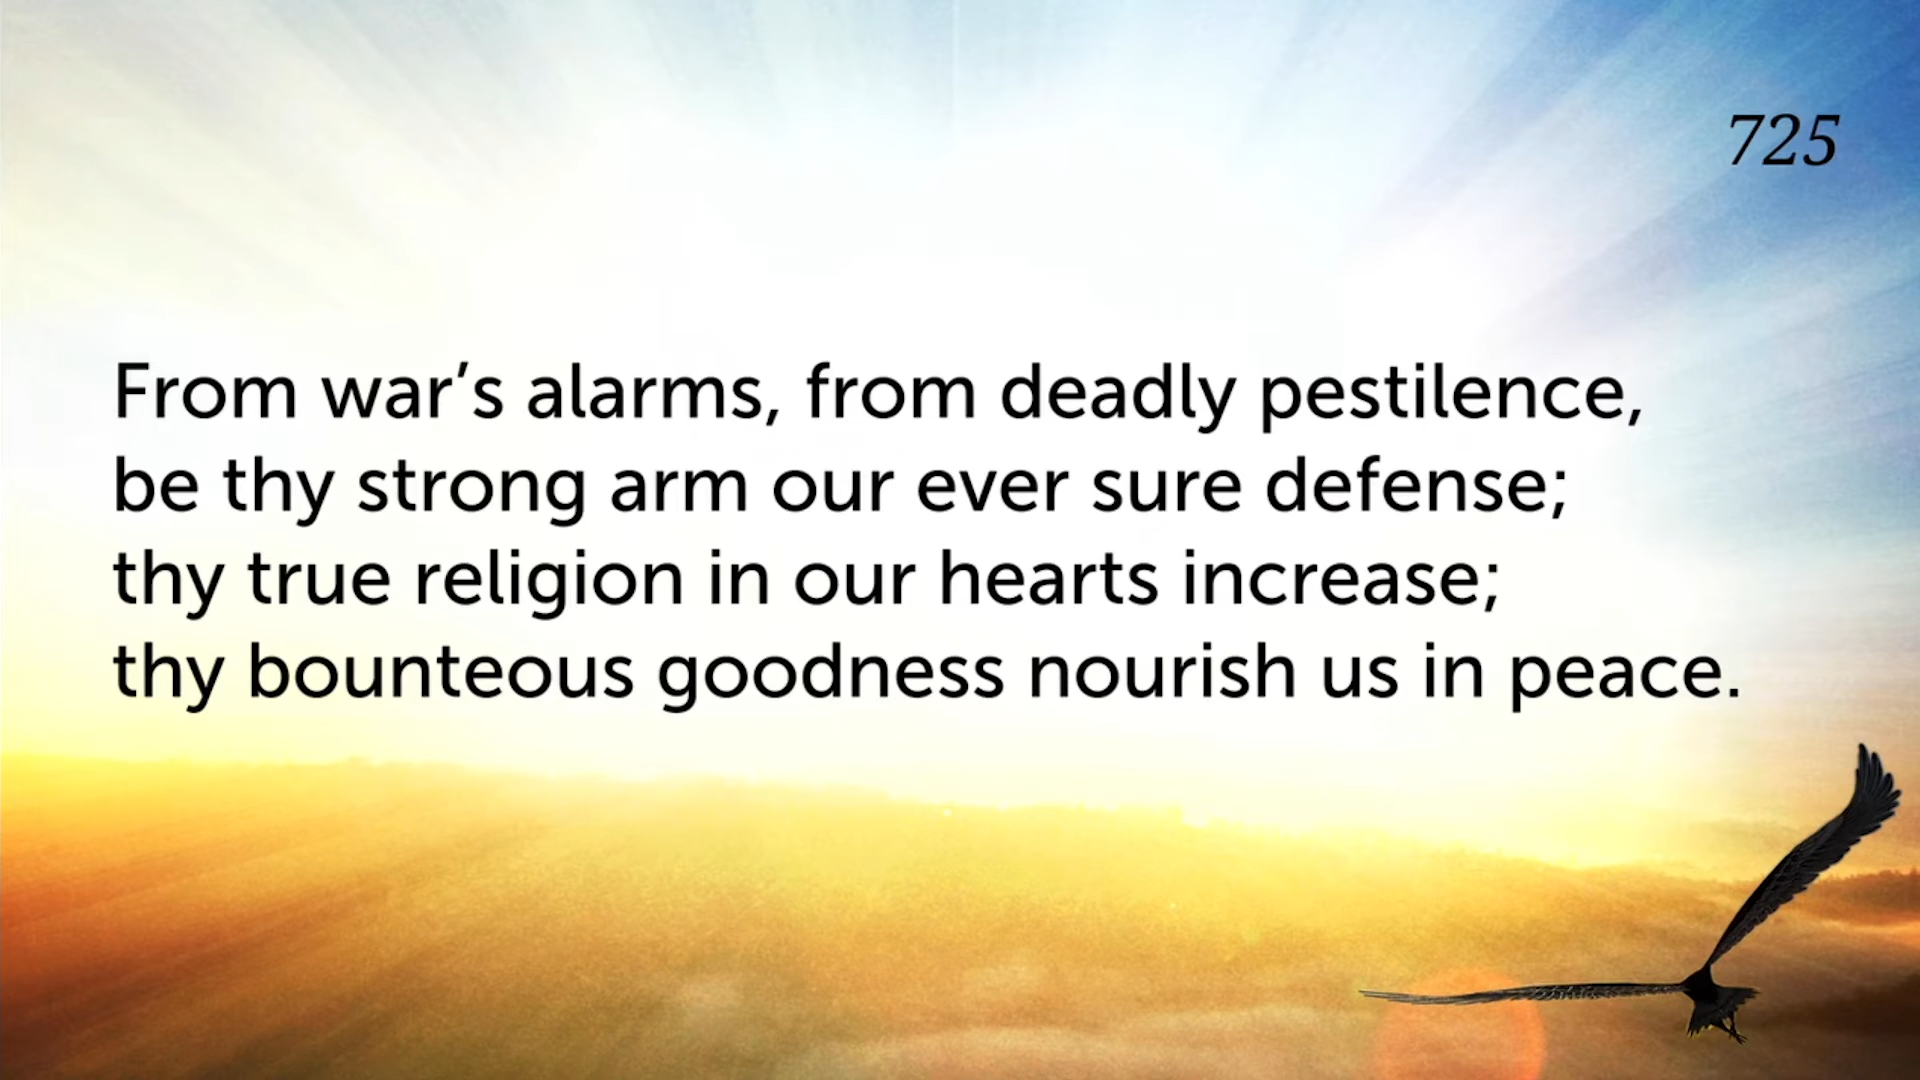 725
From war’s alarms, from deadly pestilence,
be thy strong arm our ever sure defense;
thy true religion in our hearts increase;
thy bounteous goodness nourish us in peace.